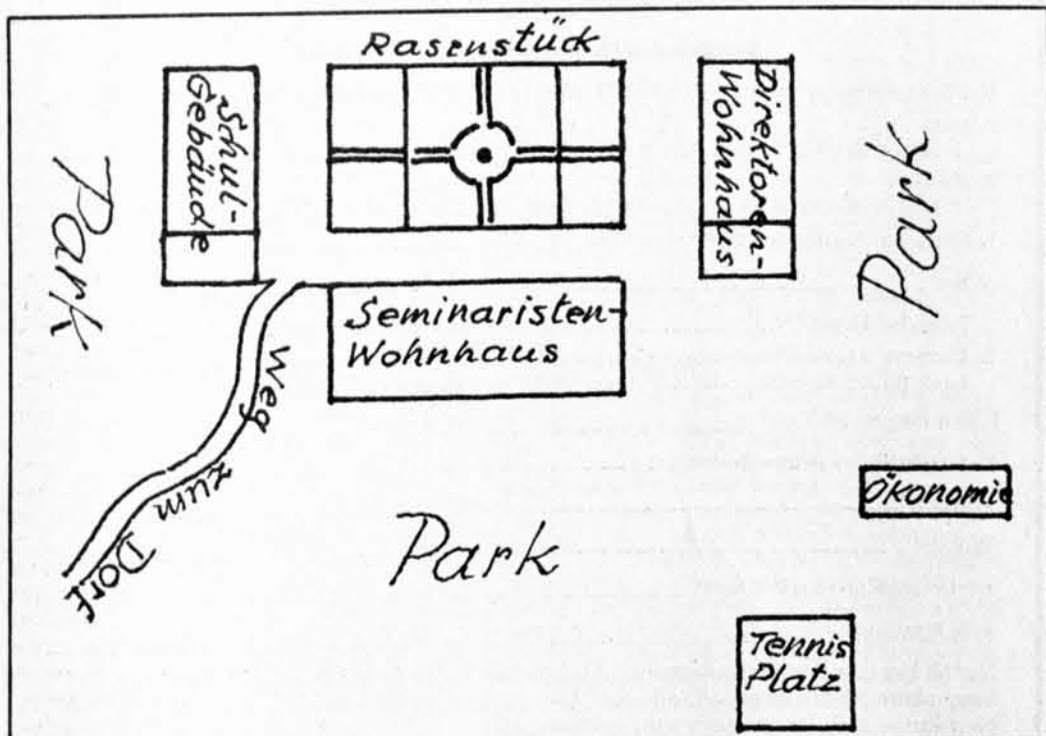 Rasenstück
Schul-
Gebäude
Direktoren-
Wohnhaus
Park
Park
Seminaristen-
Wohnhaus
Weg
zum
Dorf
Park
Ökonomie
Tennis
Platz